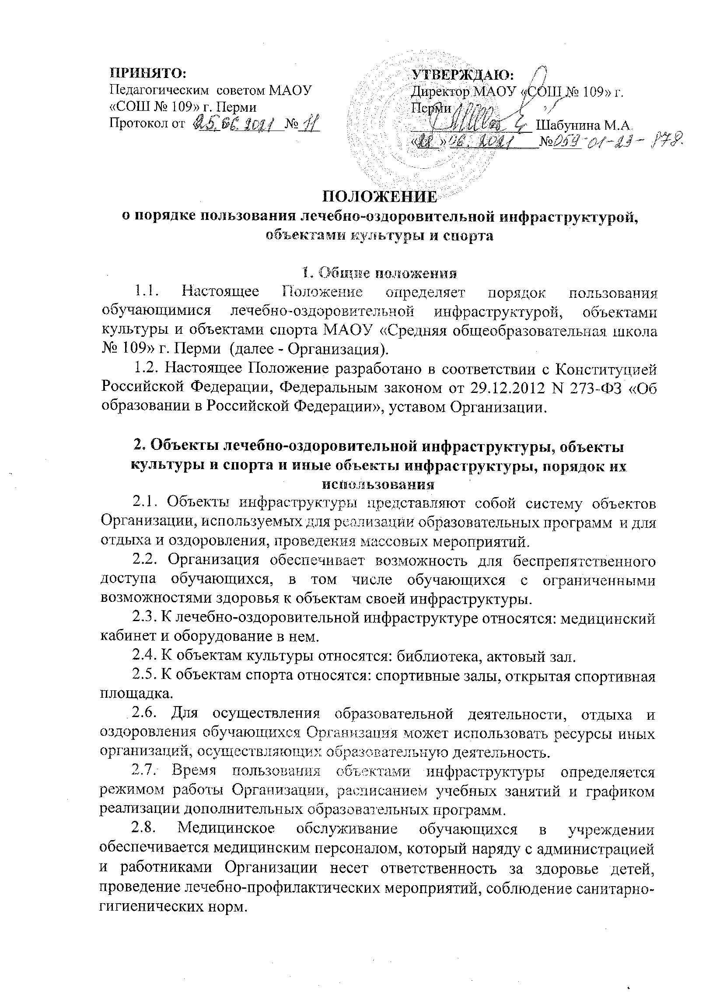 ПРИНЯТО:
Педагогическим советом МАОУ
«СОШ № 109» г. Перми
Протокол от 25.06.2021 № 11
УТВЕРЖДАЮ:
Директор МАОУ «СОШ № 109» г.
Перми
Шабунина М.А.
« » 06. 2021 № 059-01-23-
ПОЛОЖЕНИЕ
о порядке пользования лечебно-оздоровительной инфраструктурой,
объектами культуры и спорта
1. Общие положения
1.1. Настоящее Положение определяет порядок пользования
обучающимися лечебно-оздоровительной инфраструктурой, объектами
культуры и объектами спорта МАОУ «Средняя общеобразовательная школа
№ 109» г. Перми (далее - Организация).
1.2. Настоящее Положение разработано в соответствии с Конституцией
Российской Федерации, Федеральным законом от 29.12.2012 N 273-ФЗ «Об
образовании в Российской Федерации», уставом Организации.
2. Объекты лечебно-оздоровительной инфраструктуры, объекты
культуры и спорта и иные объекты инфраструктуры, порядок их
использования
2.1. Объекты инфраструктуры представляют собой систему объектов
Организации, используемых для реализации образовательных программ и для
отдыха и оздоровления, проведения массовых мероприятий.
2.2. Организация обеспечивает возможность для беспрепятственного
доступа обучающихся, в том числе обучающихся с ограниченными
возможностями здоровья к объектам своей инфраструктуры.
2.3. К лечебно-оздоровительной инфраструктуре относятся: медицинский
кабинет и оборудование в нем.
2.4. К объектам культуры относятся: библиотека, актовый зал.
2.5. К объектам спорта относятся: спортивные залы, открытая спортивная
площадка.
2.6. Для осуществления образовательной деятельности, отдыха и
оздоровления обучающихся Организация может использовать ресурсы иных
организаций, осуществляющих образовательную деятельность.
2.7. Время пользования объектами инфраструктуры определяется
режимом работы Организации, расписанием учебных занятий и графиком
реализации дополнительных образовательных программ.
2.8. Медицинское обслуживание обучающихся в учреждении
обеспечивается медицинским персоналом, который наряду с администрацией
и работниками Организации несет ответственность за здоровье детей,
проведение лечебно-профилактических мероприятий, соблюдение санитарно-
гигиенических норм.